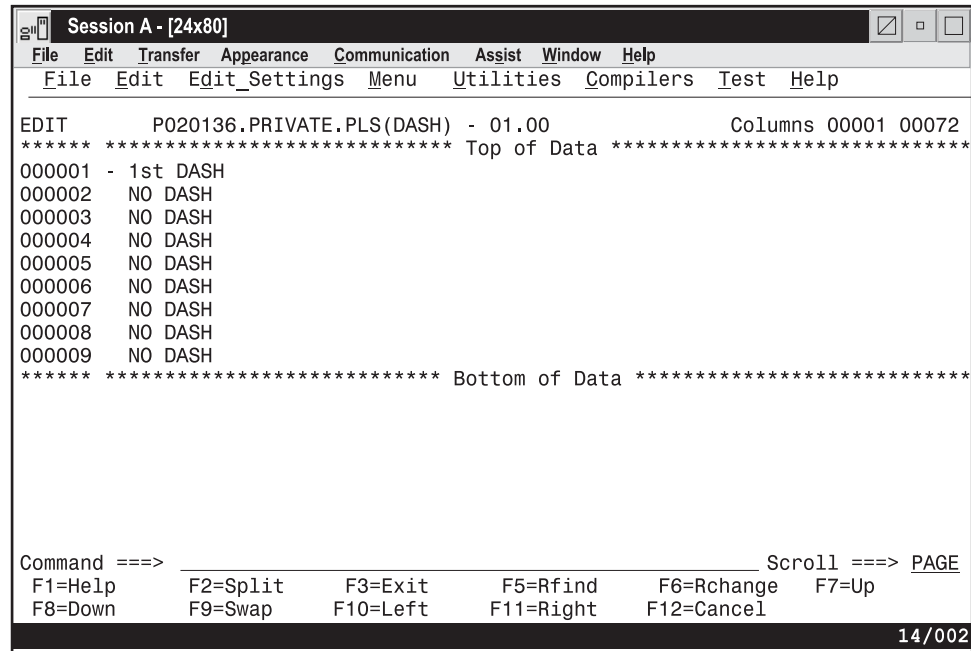 Session A - [24x80]
File Edit Transfer Appearance Communication Assist Window Help
File Edit Edit_Settings Menu Utilities Compilers Test Help
EDIT P020136.PRIVATE.PLS(DASH) - 01.00 Columns 00001 00072
****** ***************************** Top of Data ******************************
000001 - 1st DASH
000002 NO DASH
000003 NO DASH
000004 NO DASH
000005 NO DASH
000006 NO DASH
000007 NO DASH
000008 NO DASH
000009 NO DASH
****** **************************** Bottom of Data ****************************
Command ===> Scroll ===> PAGE
F1=Help F2=Split F3=Exit F5=Rfind F6=Rchange F7=Up
F8=Down F9=Swap F10=Left F11=Right F12=Cancel
14/002